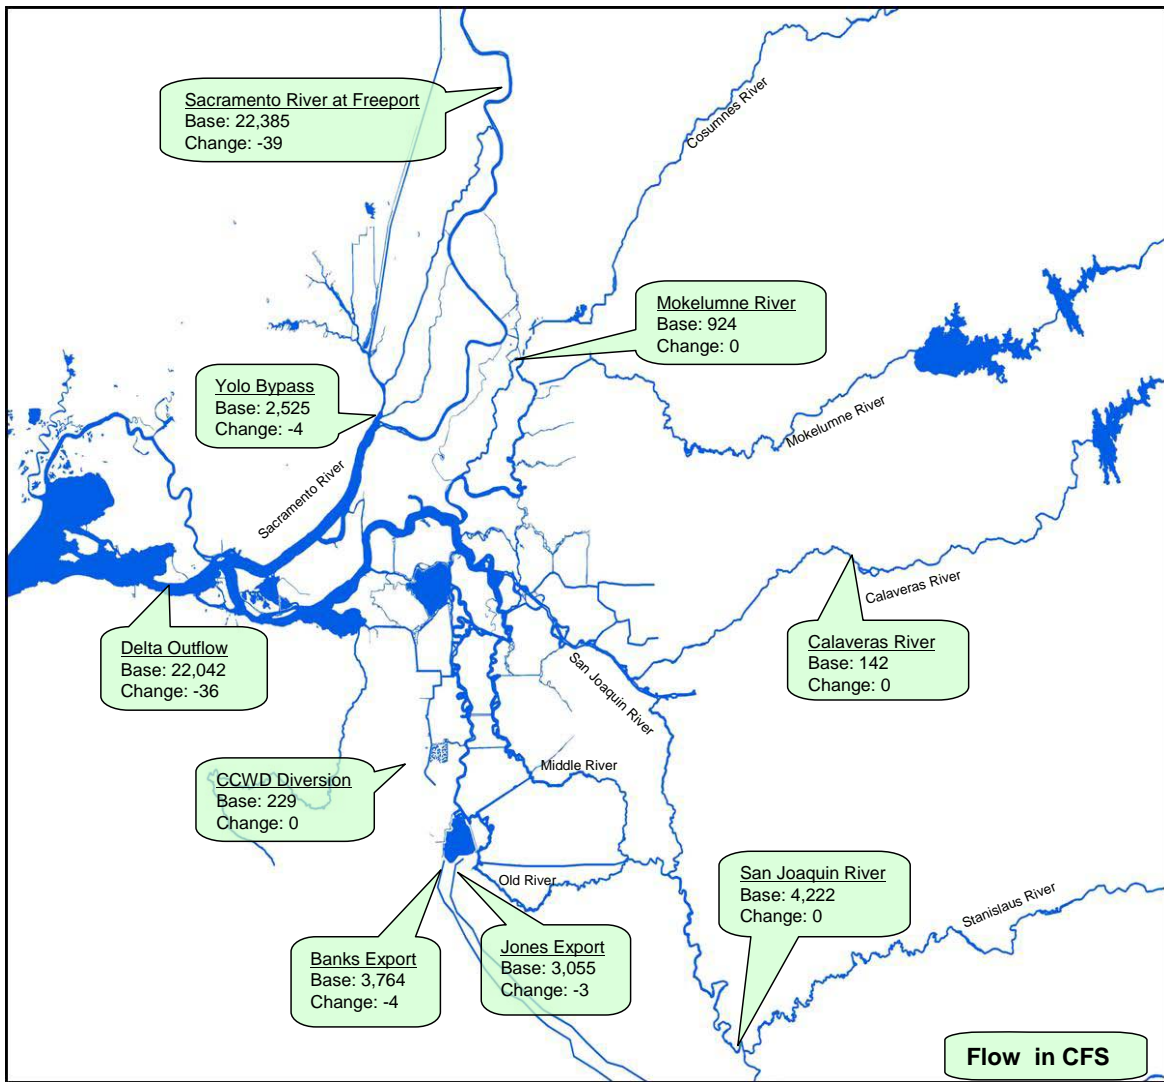 Sacramento River at Freeport
Base: 22,385
Change: -39
Cosumnes River
Mokelumne River
Base: 924
Change: 0
Yolo Bypass
Base: 2,525
Change: -4
Mokelumne River
Sacramento River
Calaveras River
Delta Outflow
Base: 22,042
Change: -36
Calaveras River
Base: 142
Change: 0
San Joaquin River
CCWD Diversion
Base: 229
Change: 0
Middle River
Old River
San Joaquin River
Base: 4,222
Change: 0
Stanislaus River
Banks Export
Base: 3,764
Change: -4
Jones Export
Base: 3,055
Change: -3
Flow in CFS